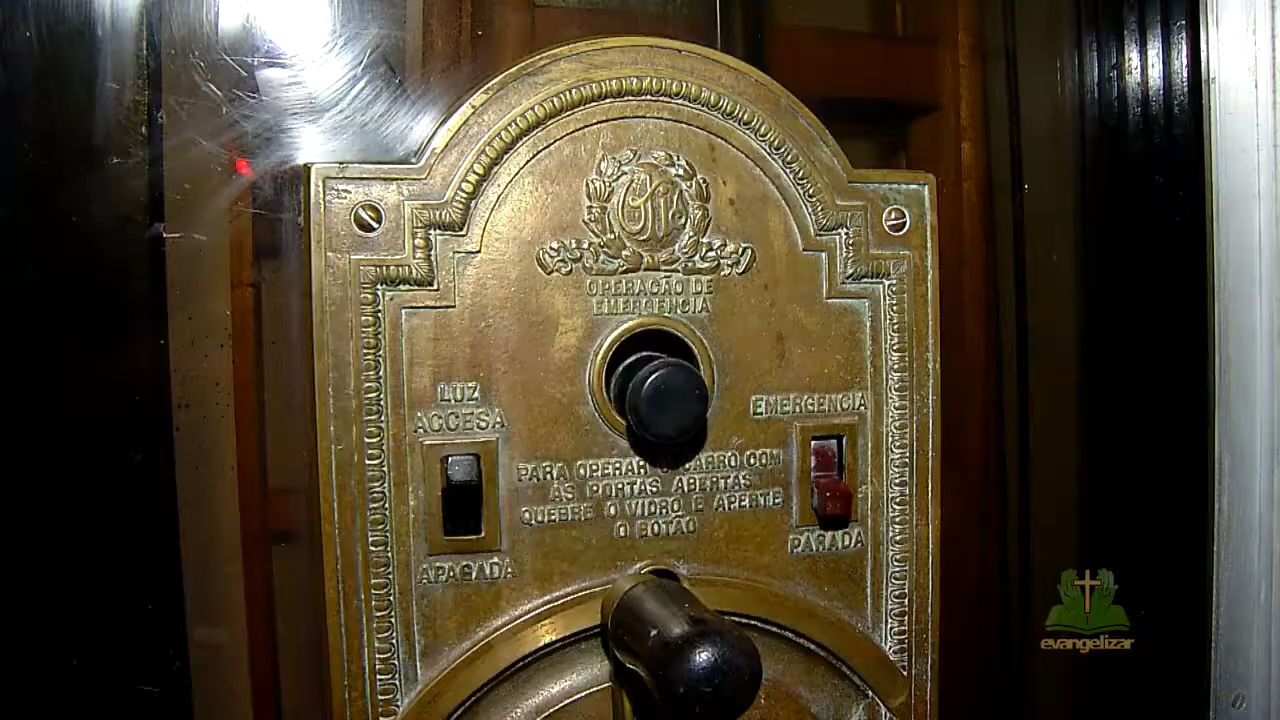 OPERAÇÃO DE
EMERGENCIA
LUZ
ACCESA
EMERGENCIA
PARA OPERAR O CARRO COM
AS PORTAS ABERTAS
QUEBRE O VIDRO E APERTE
O BOTÃO
PARADA
APAGADA
evangelizar